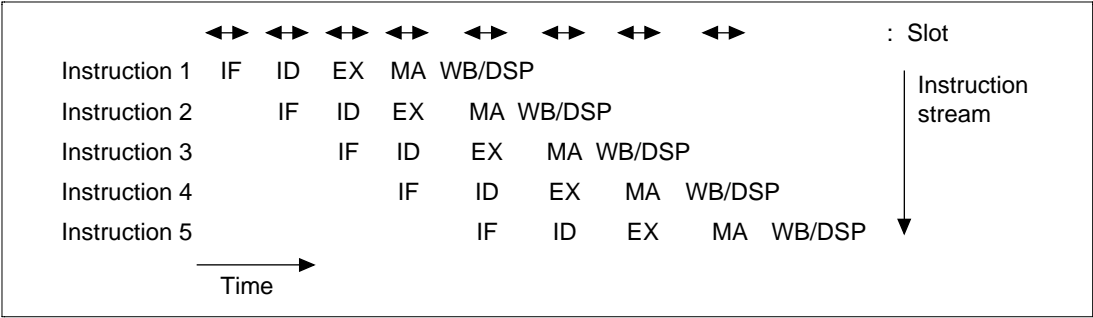 : Slot
Instruction 1 IF ID EX MA WB/DSP
Instruction
stream
Instruction 2 IF ID EX MA WB/DSP
Instruction 3 IF ID EX MA WB/DSP
Instruction 4 IF ID EX MA WB/DSP
Instruction 5 IF ID EX MA WB/DSP
Time